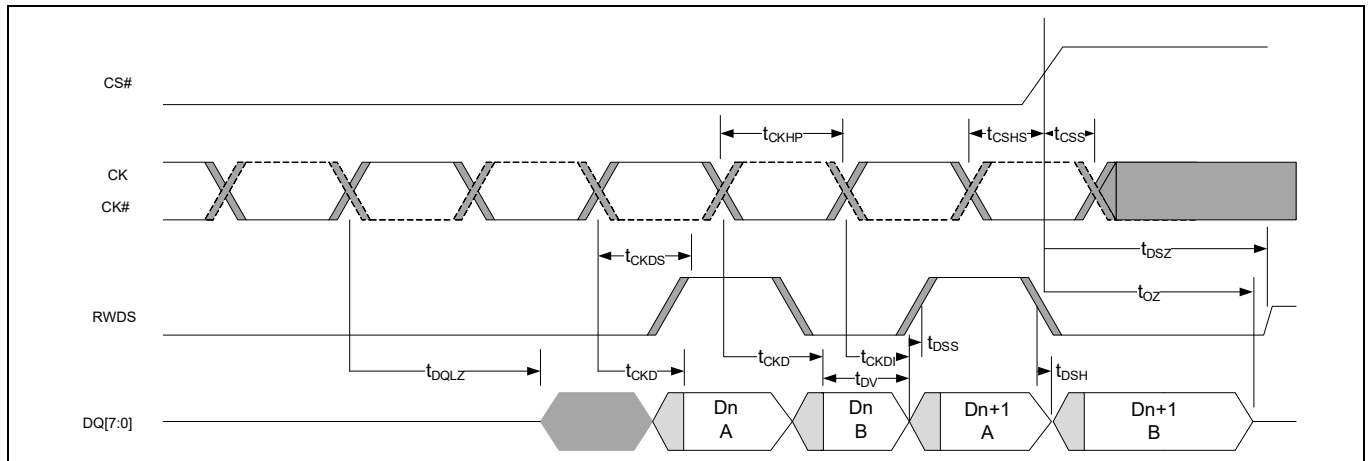 CS#
tCKHP
tCSHS
tCSS
CK
CK#
tCKDS
tDSZ
tOZ
RWDS
tDSS
tDQLZ
tCKD
tCKD
tCKDI
tDV
tDSH
DQ[7:0]
Dn
A
Dn
B
Dn+1
A
Dn+1
B